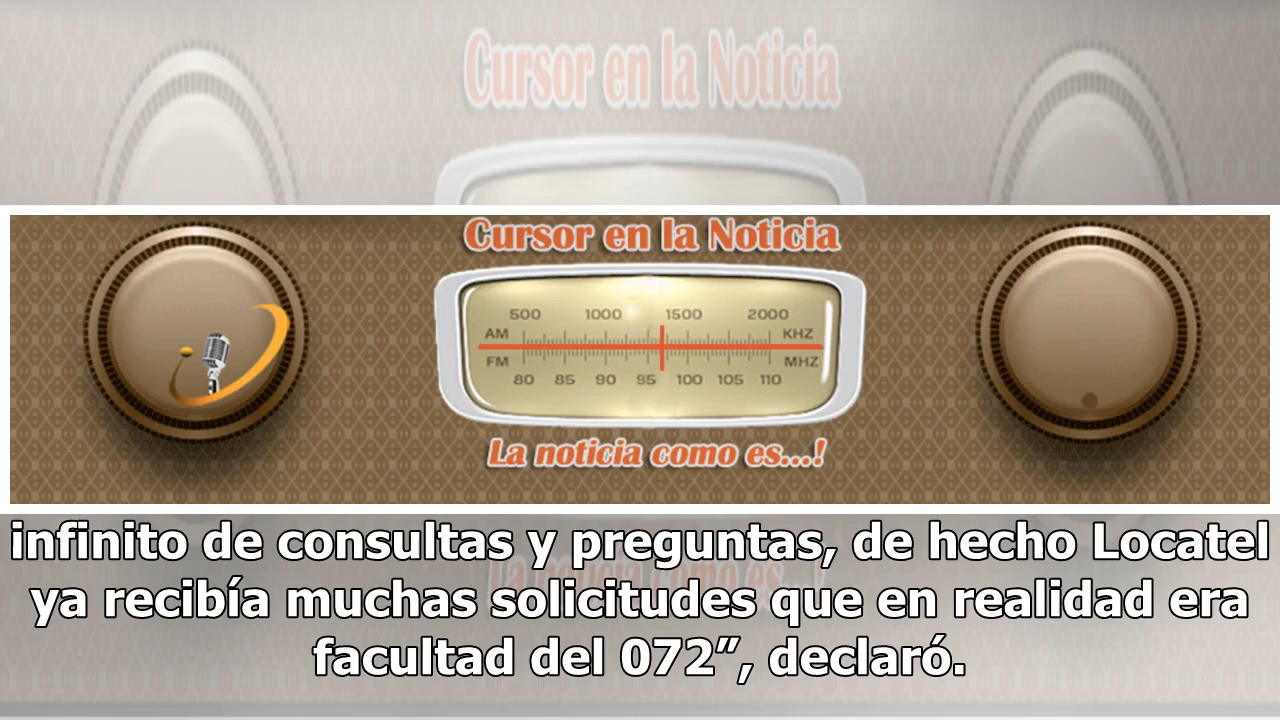 Cursor en la Noticia
Cursor en la Noticia
500 1000 1500 2000
AM KHZ
FM MHZ
80 85 90 95 100 105 110
La noticia como es...!
infinito de consultas y preguntas, de hecho Locatel
ya recibía muchas solicitudes que en realidad era
facultad del 072”, declaró.